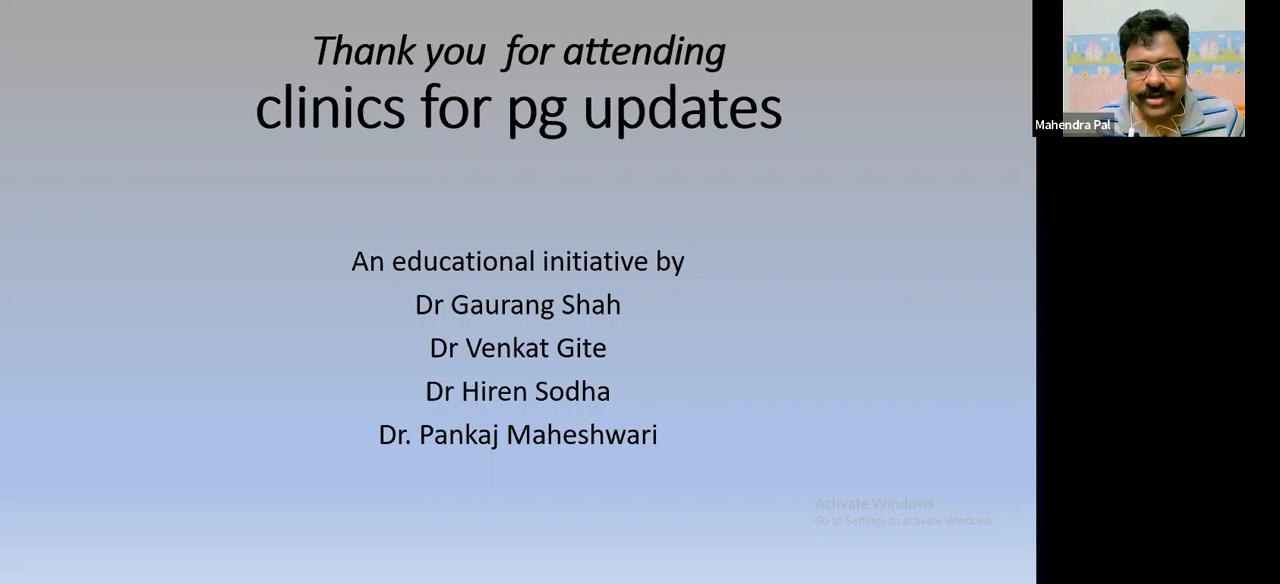 Thank you for attending
clinics for pg updates
An educational initiative by
Dr Gaurang Shah
Dr Venkat Gite
Dr Hiren Sodha
Dr. Pankaj Maheshwari
Activate Windows
Go to Settings to activate Windows.
Mahendra Pal